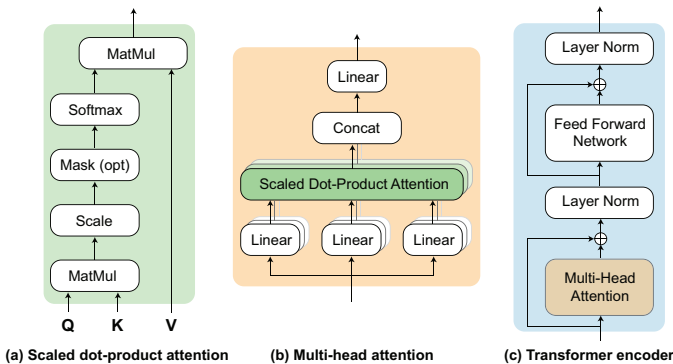 MatMul
Softmax
Mask (opt)
Scale
MatMul
Q K V
(a) Scaled dot-product attention
Linear
Concat
Scaled Dot-Product Attention
Linear Linear Linear
(b) Multi-head attention
Layer Norm
Feed Forward
Network
Layer Norm
Multi-Head
Attention
(c) Transformer encoder